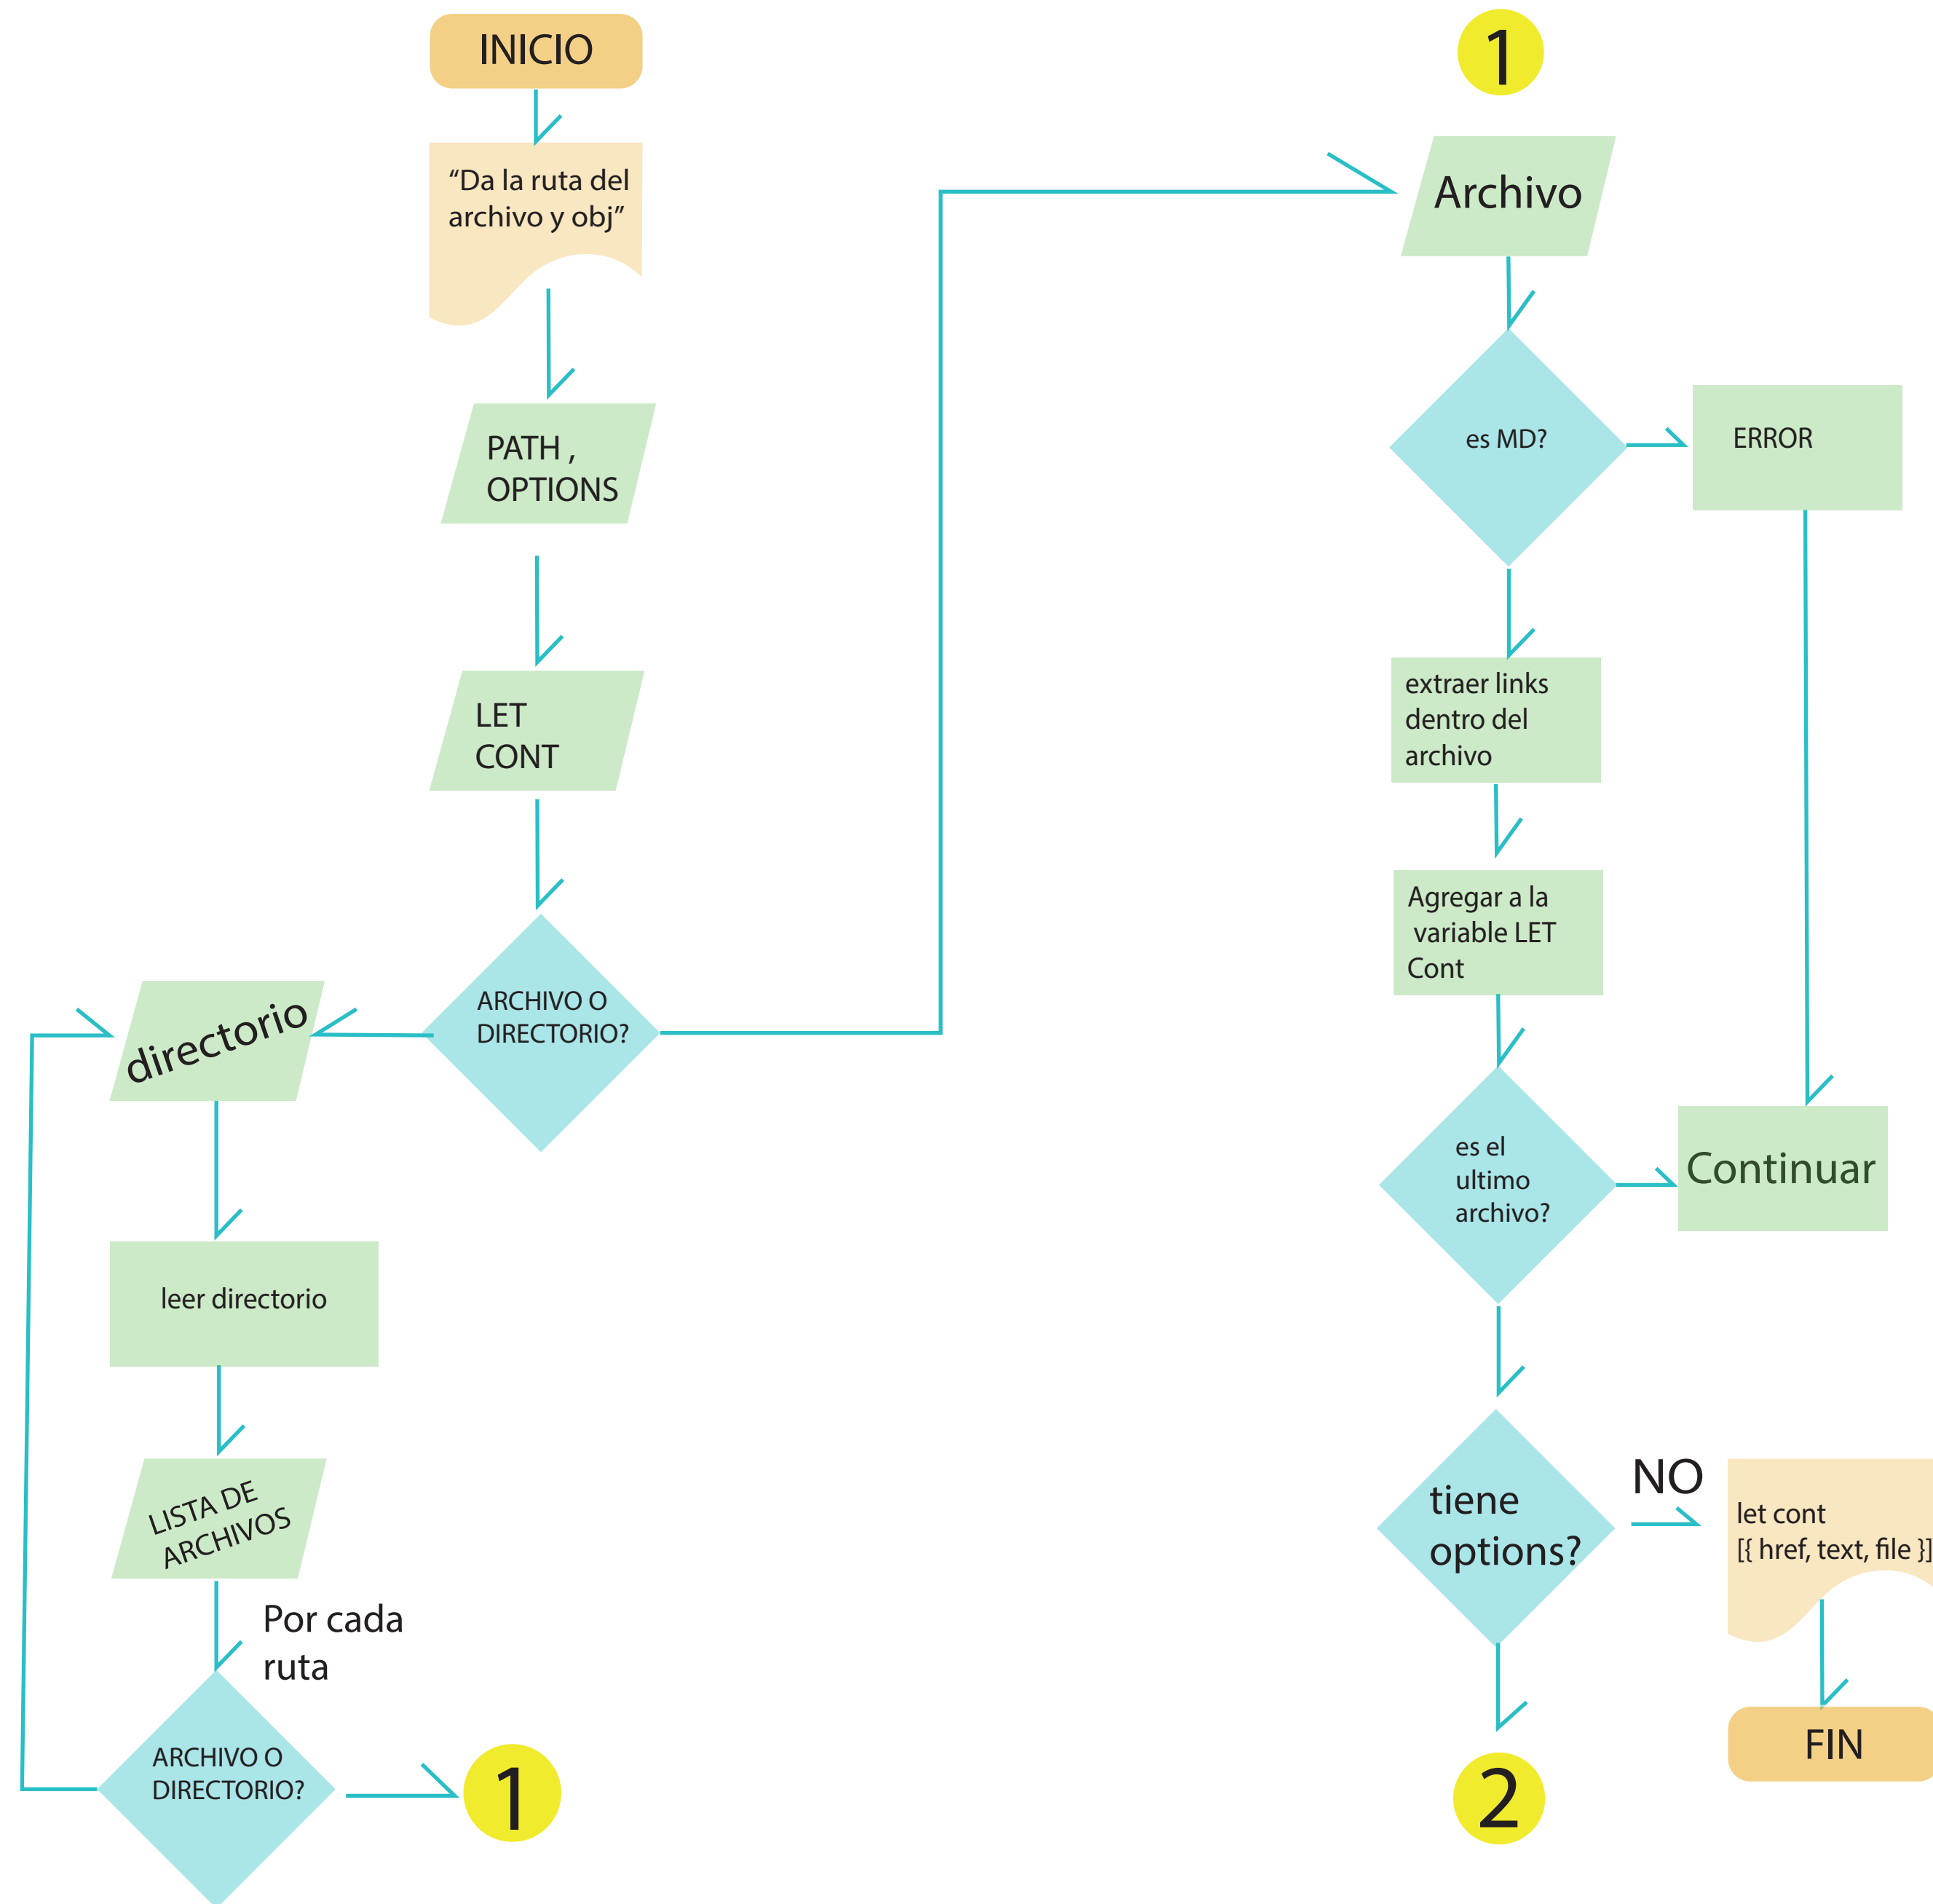 INICIO
“Da la ruta del
archivo y obj”
PATH ,
OPTIONS
LET
CONT
ARCHIVO O
DIRECTORIO?
directorio
leer directorio
LISTA DE
ARCHIVOS
Por cada
ruta
ARCHIVO O
DIRECTORIO?
1
1
Archivo
es MD?
ERROR
extraer links
dentro del
archivo
Agregar a la
variable LET
Cont
es el
ultimo
archivo?
Continuar
tiene
options?
NO
let cont
[{ href, text, file }]
FIN
2